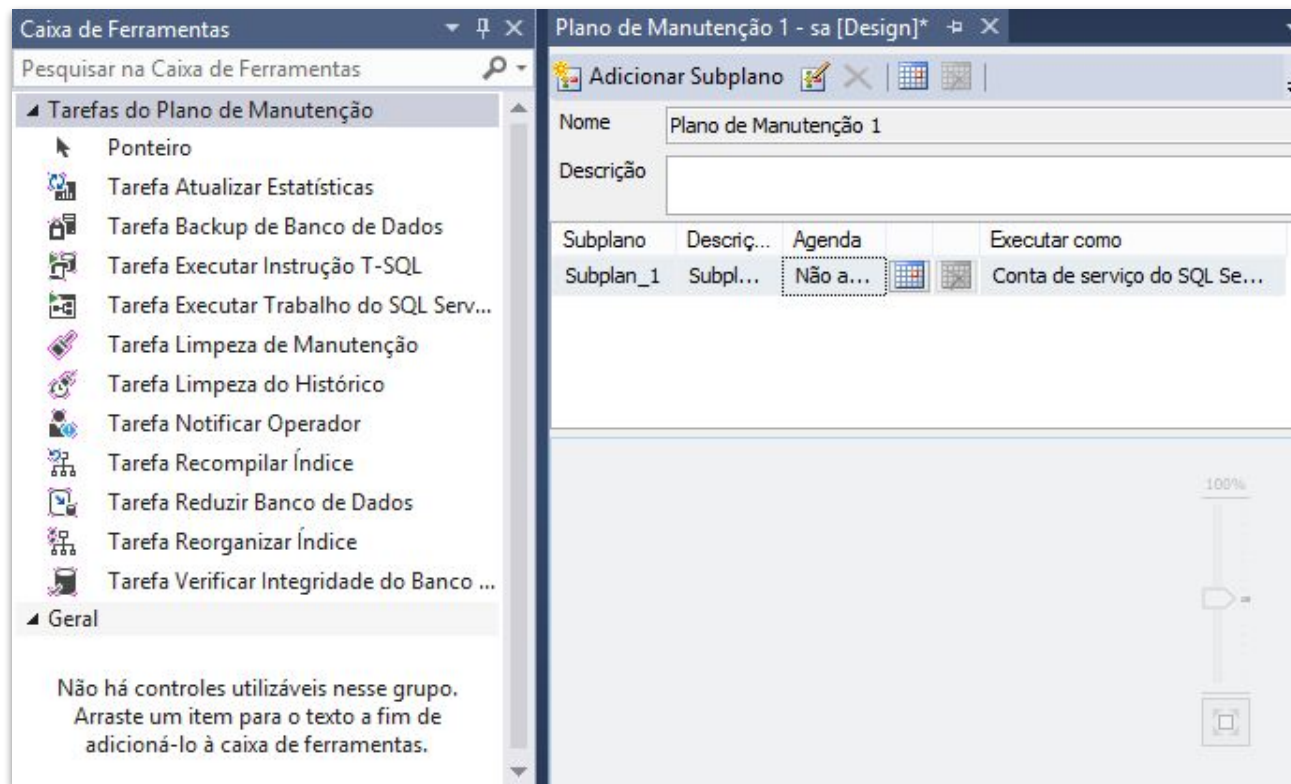 Caixa de Ferramentas
Pesquisar na Caixa de Ferramentas
Tarefas do Plano de Manutenção
Ponteiro
Tarefa Atualizar Estatísticas
Tarefa Backup de Banco de Dados
Tarefa Executar Instrução T-SQL
Tarefa Executar Trabalho do SQL Serv...
Tarefa Limpeza de Manutenção
Tarefa Limpeza do Histórico
Tarefa Notificar Operador
Tarefa Recompilar Índice
Tarefa Reduzir Banco de Dados
Tarefa Reorganizar Índice
Tarefa Verificar Integridade do Banco ...
Geral
Não há controles utilizáveis nesse grupo.
Arraste um item para o texto a fim de
adicioná-lo à caixa de ferramentas.
Plano de Manutenção 1 - sa [Design]*
Adicionar Subplano
Nome Plano de Manutenção 1
Descrição
Subplano Descriç... Agenda Executar como
Subplan_1 Subpl... Não a... Conta de serviço do SQL Se...
100%